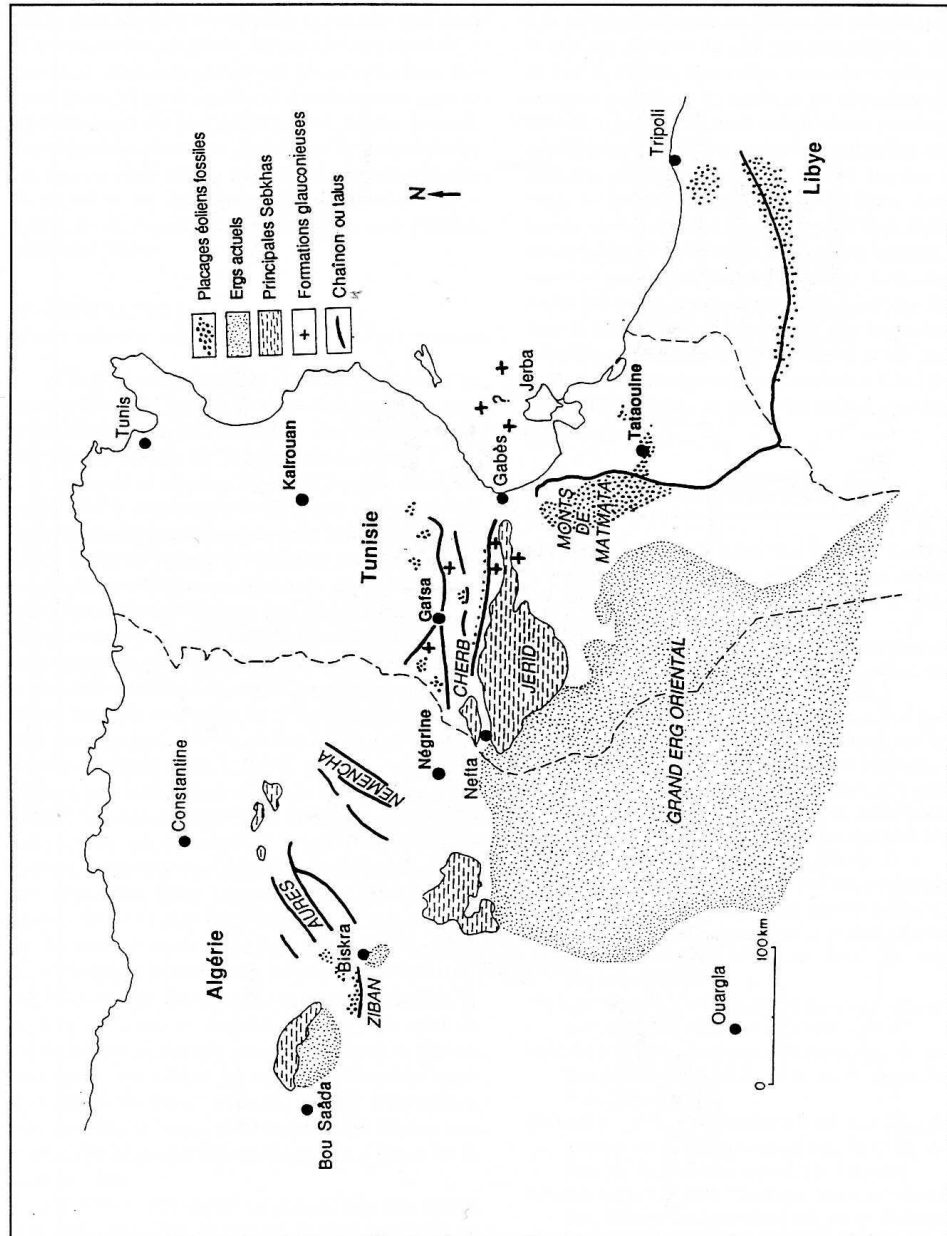 Placages éoliens fossiles
Ergs actuels
Principales Sebkhas
Formations glauconieuses
Chaînon ou talus
N
Tunis
Constantine
Kairouan
Algérie
Tunisie
AURES
NEMENCHA
Bou Saâda
Biskra
ZIBAN
Négrine
Gafsa
CHERB
Nefta
JERID
Gabès
?
Jerba
MONTS
DE
MATMATA
Tataouine
Tripoli
Libye
GRAND ERG ORIENTAL
Ouargla
0 100 km